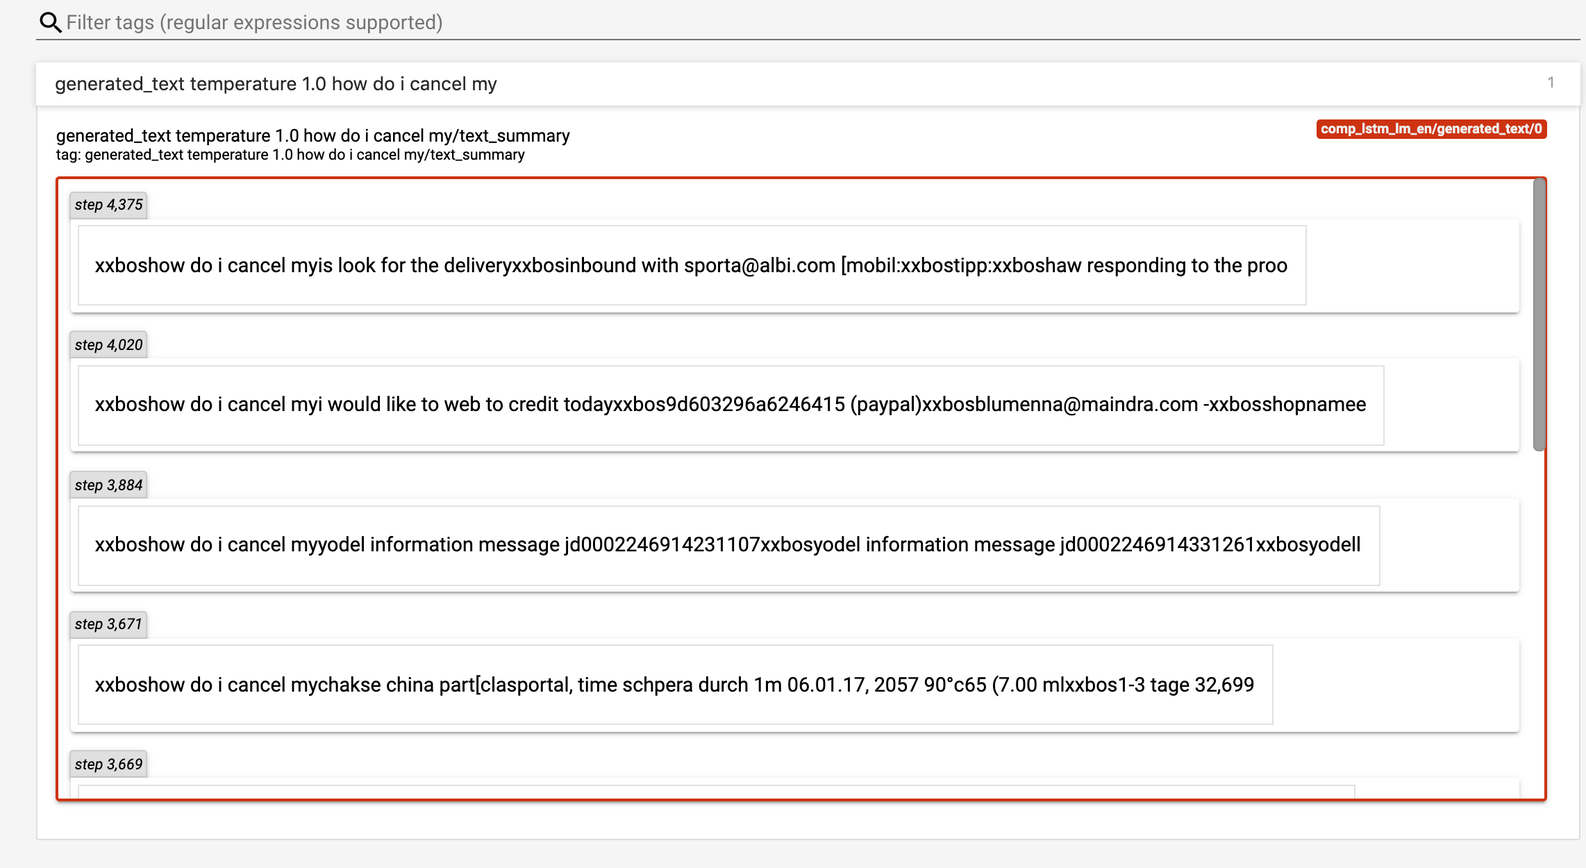 Filter tags (regular expressions supported)
generated_text temperature 1.0 how do i cancel my 1
generated_text temperature 1.0 how do i cancel my/text_summary
comp_lstm_lm_en/generated_text/0
tag: generated_text temperature 1.0 how do i cancel my/text_summary
step 4,375
xxboshow do i cancel myis look for the deliveryxxbosinbound with sporta@albi.com [mobil:xxbostipp:xxboshaw responding to the proo
step 4,020
xxboshow do i cancel myi would like to web to credit todayxxbos9d603296a6246415 (paypal)xxbosblumenna@maindra.com -xxbosshopnamee
step 3,884
xxboshow do i cancel myyodel information message jd0002246914231107xxbosyodel information message jd0002246914331261xxbosyodell
step 3,671
xxboshow do i cancel mychakse china part[clasportal, time schpera durch 1m 06.01.17, 2057 90°c65 (7.00 mlxxbos1-3 tage 32,699
step 3,669